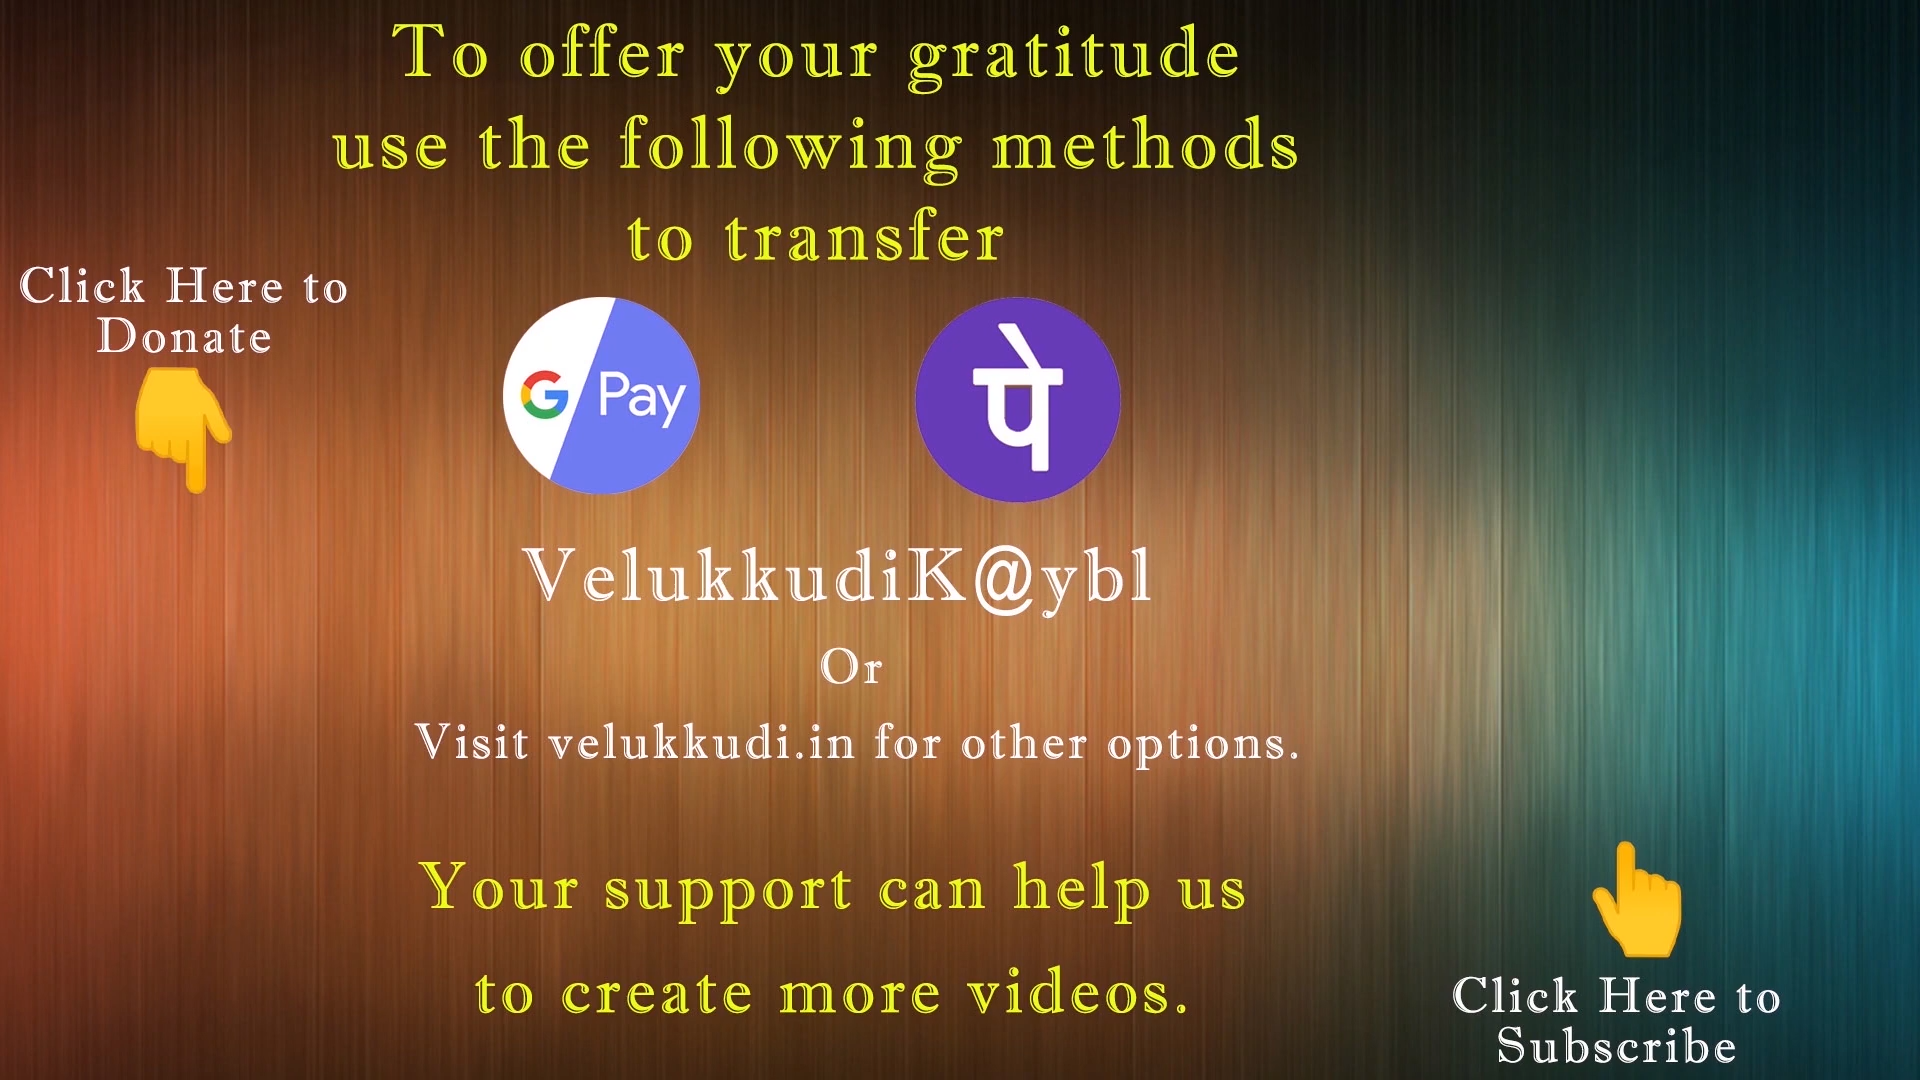 To offer your gratitude
use the following methods
to transfer
Click Here to
Donate
G Pay
पे
VelukkudiK@ybl
Or
Visit velukkudi.in for other options.
Your support can help us
to create more videos.
Click Here to
Subscribe